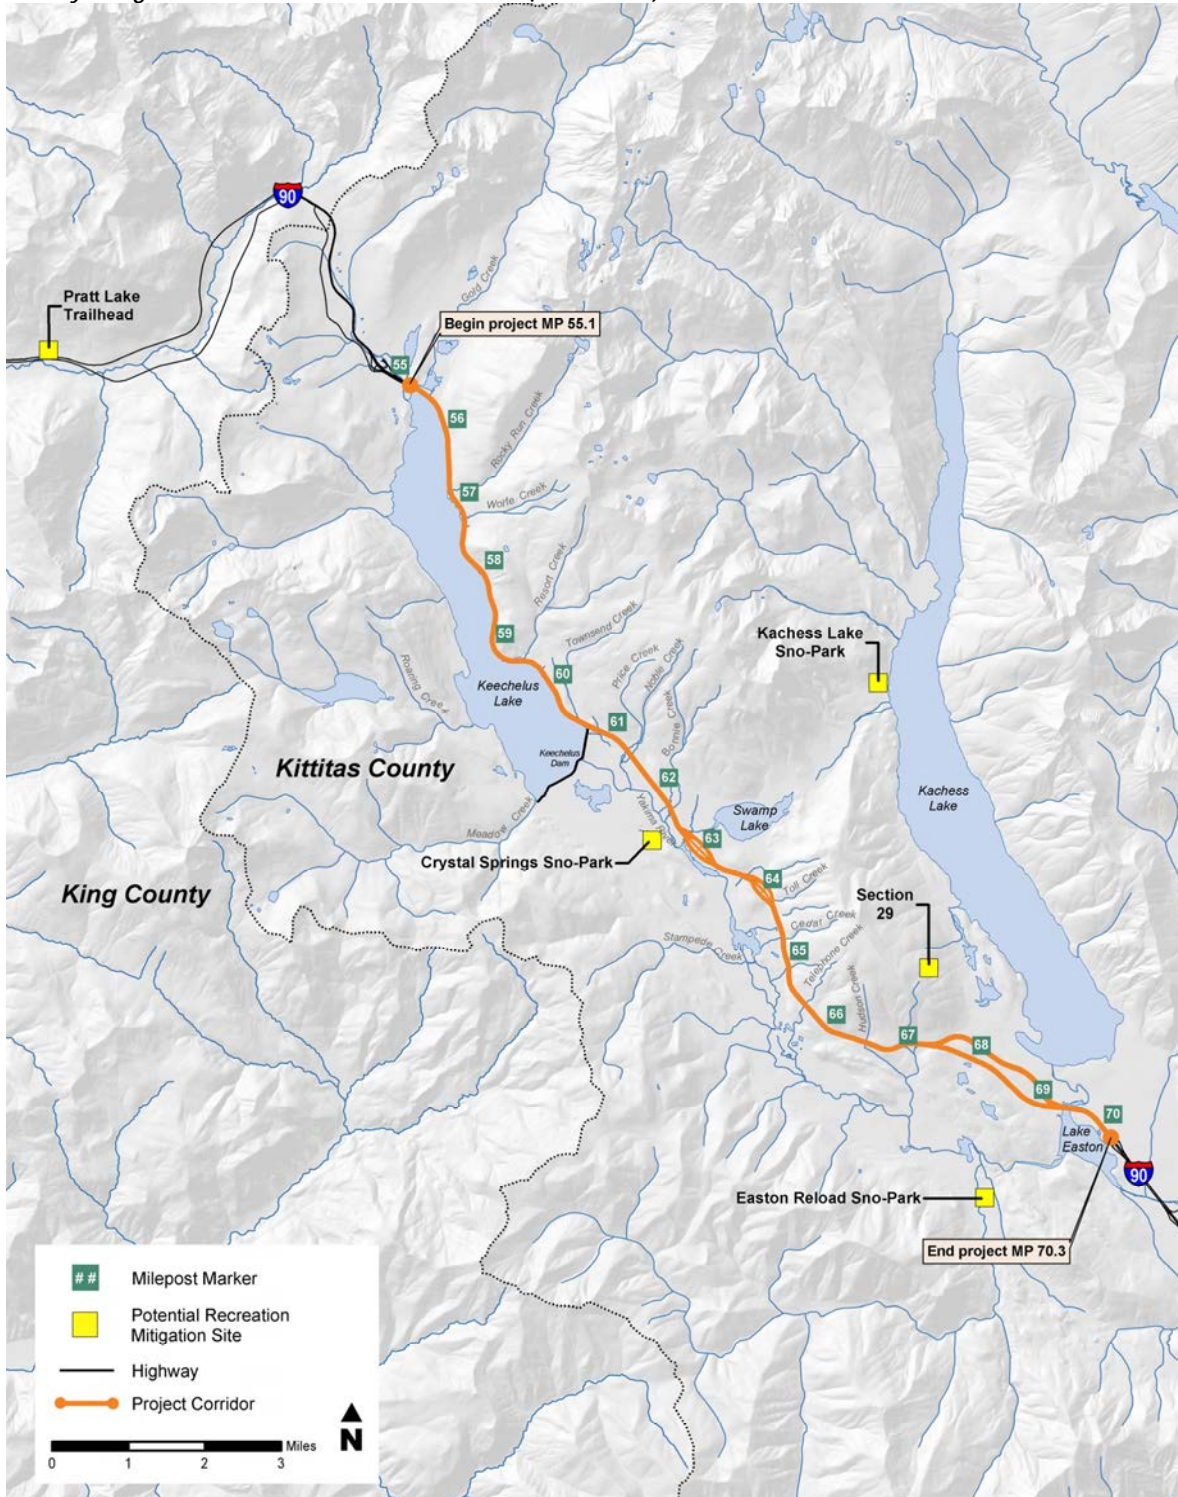 90
Pratt Lake
Trailhead
Gold Creek
Begin project MP 55.1
55
56
Rocky Run Creek
57
Wolfe Creek
58
Resort Creek
59
Townsend Creek
Kachess Lake
Sno-Park
60
Price Creek
Noble Creek
Roaring Creek
Keechelus
Lake
Bonnie Creek
61
Keechelus
Dam
Kittitas County
62
Kachess
Lake
Yakima River
Swamp
Lake
Meadow Creek
63
Crystal Springs Sno-Park
64
Toll Creek
King County
Section
29
Cedar Creek
Stampede Creek
65
Telephone Creek
Hudson Creek
66
67
68
69
70
Lake
Easton
90
Easton Reload Sno-Park
End project MP 70.3
## Milepost Marker
Potential Recreation
Mitigation Site
Highway
Project Corridor
N
Miles
0 1 2 3